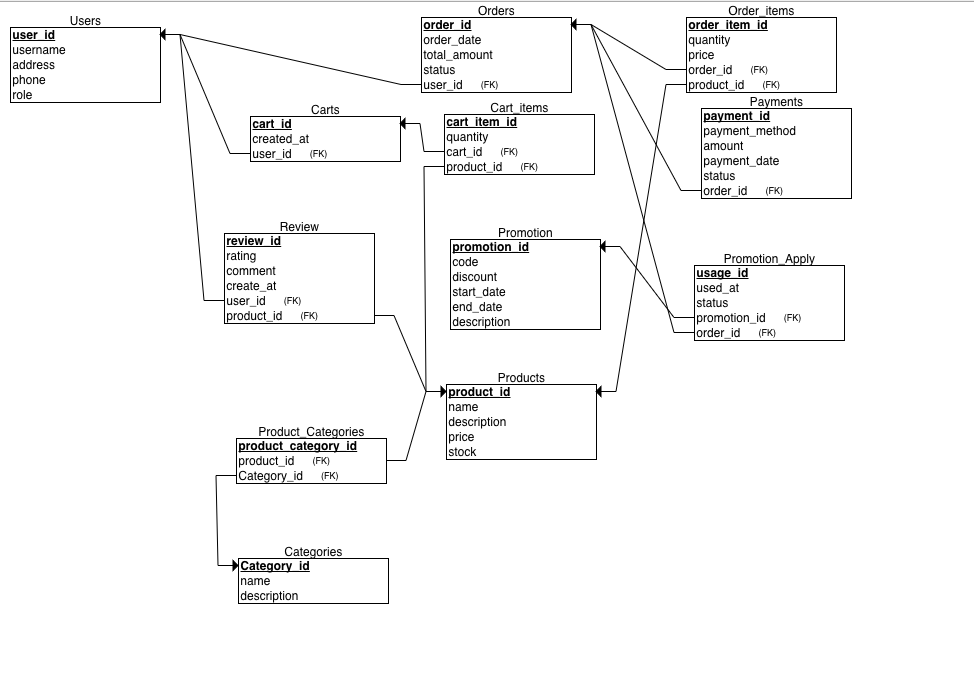 Users
user_id
username
address
phone
role
Orders
order_id
order_date
total_amount
status
user_id (FK)
Order_items
order_item_id
quantity
price
order_id (FK)
product_id (FK)
Carts
cart_id
created_at
user_id (FK)
Cart_items
cart_item_id
quantity
cart_id (FK)
product_id (FK)
Payments
payment_id
payment_method
amount
payment_date
status
order_id (FK)
Review
review_id
rating
comment
create_at
user_id (FK)
product_id (FK)
Promotion
promotion_id
code
discount
start_date
end_date
description
Promotion_Apply
usage_id
used_at
status
promotion_id (FK)
order_id (FK)
Products
product_id
name
description
price
stock
Product_Categories
product_category_id
product_id (FK)
Category_id (FK)
Categories
Category_id
name
description